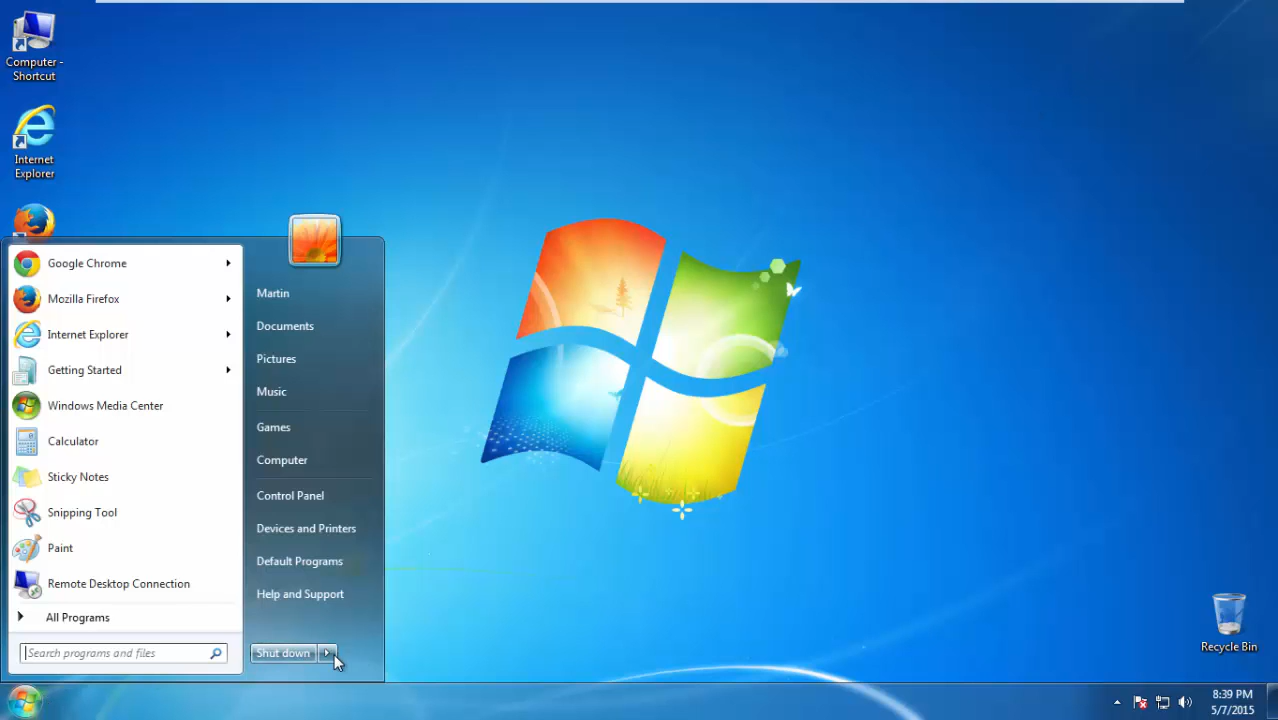 Computer -
Shortcut
Internet
Explorer
Google Chrome
Mozilla Firefox
Internet Explorer
Getting Started
Windows Media Center
Calculator
Sticky Notes
Snipping Tool
Paint
Remote Desktop Connection
All Programs
Search programs and files
Martin
Documents
Pictures
Music
Games
Computer
Control Panel
Devices and Printers
Default Programs
Help and Support
Shut down
Recycle Bin
8:39 PM
5/7/2015